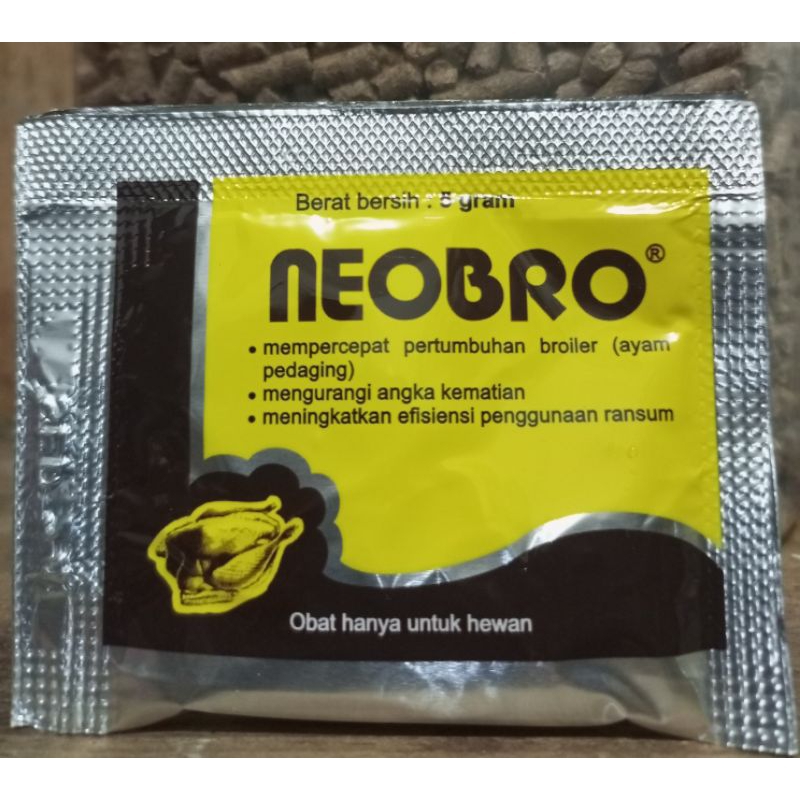 Berat bersih : 5 gram
NEOBRO®
• mempercepat pertumbuhan broiler (ayam
pedaging)
• mengurangi angka kematian
• meningkatkan efisiensi penggunaan ransum
Obat hanya untuk hewan